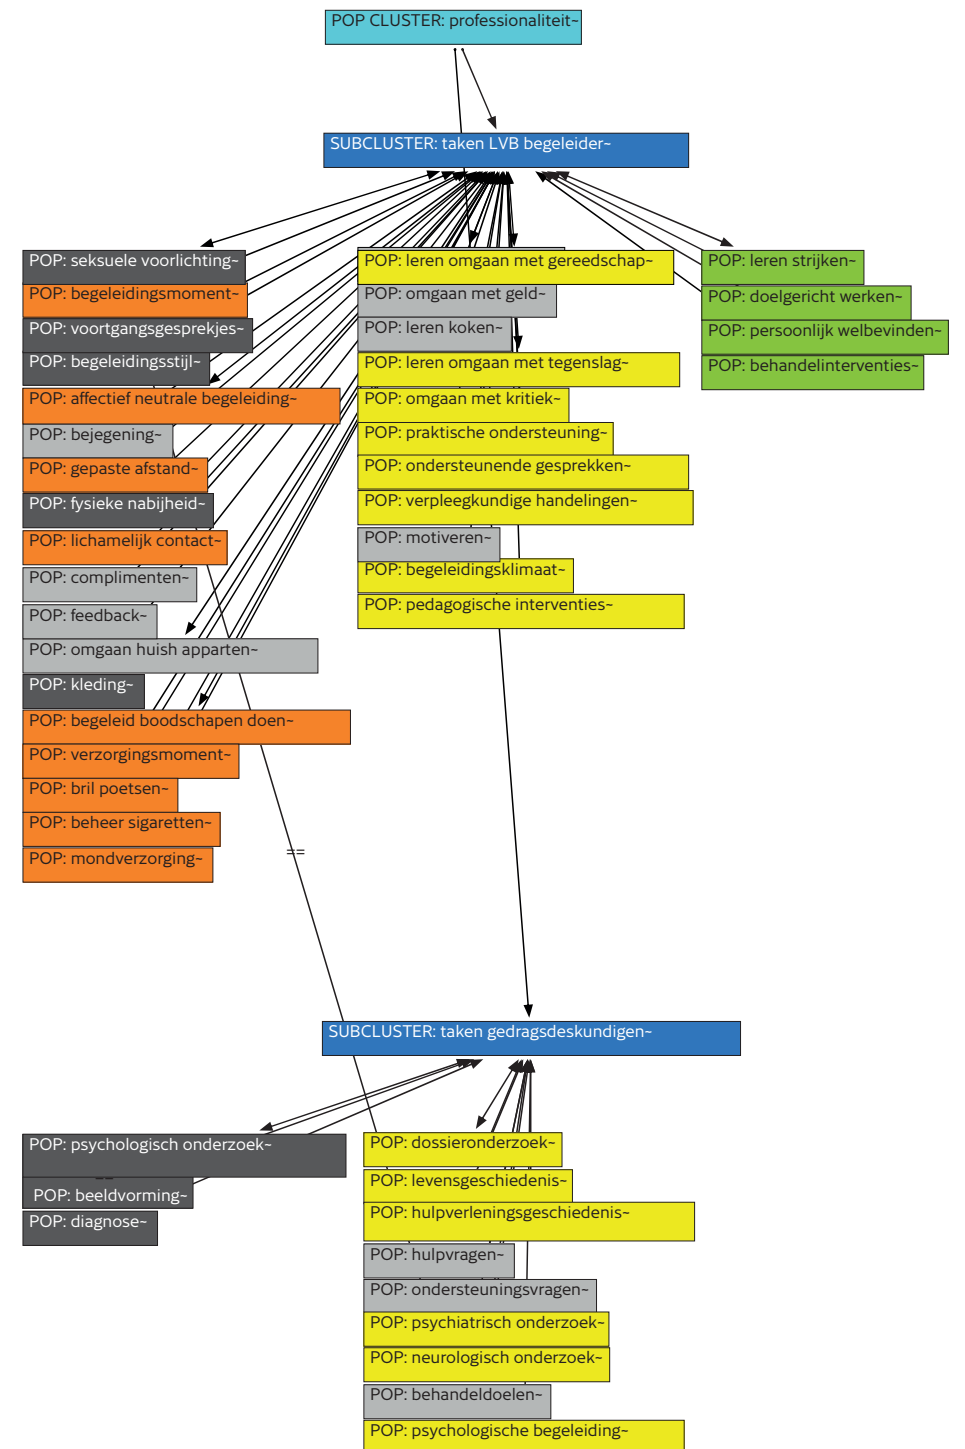 POP CLUSTER: professionaliteit~
SUBCLUSTER: taken LVB begeleider~
POP: seksuele voorlichting~
POP: begeleidingsmoment~
POP: voortgangsgesprekjes~
POP: begeleidingsstijl~
POP: affectief neutrale begeleiding~
POP: bejegening~
POP: gepaste afstand~
POP: fysieke nabijheid~
POP: lichamelijk contact~
POP: complimenten~
POP: feedback~
POP: omgaan huish apparten~
POP: kleding~
POP: begeleid boodschapen doen~
POP: verzorgingsmoment~
POP: bril poetsen~
POP: beheer sigaretten~
POP: mondverzorging~
POP: leren omgaan met gereedschap~
POP: omgaan met geld~
POP: leren koken~
POP: leren omgaan met tegenslag~
POP: omgaan met kritiek~
POP: praktische ondersteuning~
POP: ondersteunende gesprekken~
POP: verpleegkundige handelingen~
POP: motiveren~
POP: begeleidingsklimaat~
POP: pedagogische interventies~
POP: leren strijken~
POP: doelgericht werken~
POP: persoonlijk welbevinden~
POP: behandelinterventies~
==
SUBCLUSTER: taken gedragsdeskundigen~
POP: psychologisch onderzoek~
POP: beeldvorming~
POP: diagnose~
POP: dossieronderzoek~
POP: levensgeschiedenis~
POP: hulpverleningsgeschiedenis~
POP: hulpvragen~
POP: ondersteuningsvragen~
POP: psychiatrisch onderzoek~
POP: neurologisch onderzoek~
POP: behandeldoelen~
POP: psychologische begeleiding~